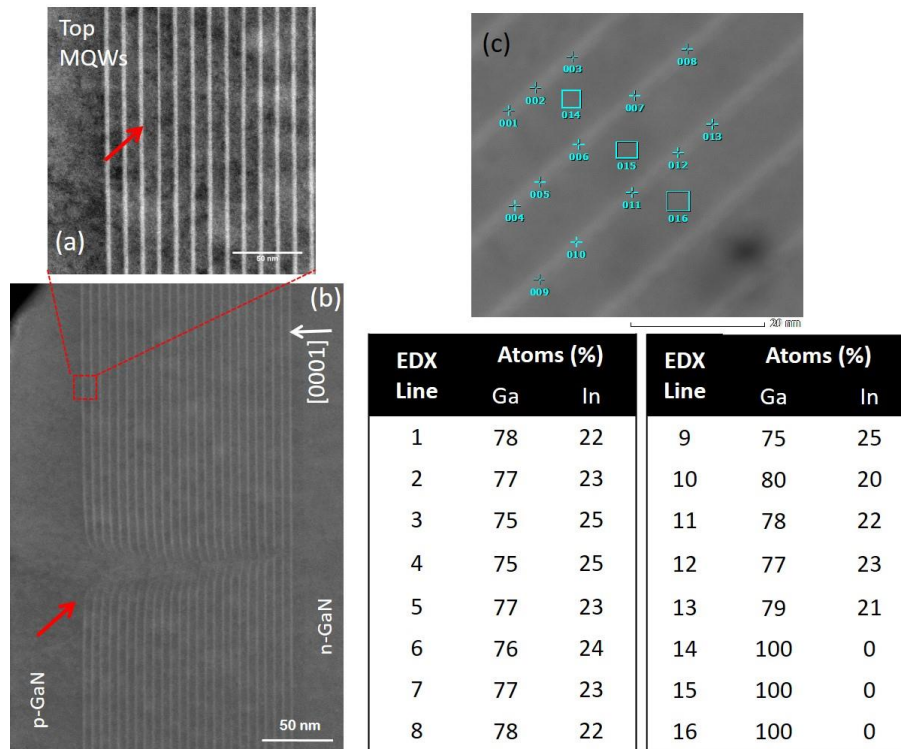 Top
MQWs
(a)
50 nm
(b)
[0001]
p-GaN
n-GaN
50 nm
(c)
003
008
002
014
007
001
013
006
015
012
005
011
016
004
010
009
20 nm
EDX Line Atoms (%)
Ga In
1 78 22
2 77 23
3 75 25
4 75 25
5 77 23
6 76 24
7 77 23
8 78 22
EDX Line Atoms (%)
Ga In
9 75 25
10 80 20
11 78 22
12 77 23
13 79 21
14 100 0
15 100 0
16 100 0